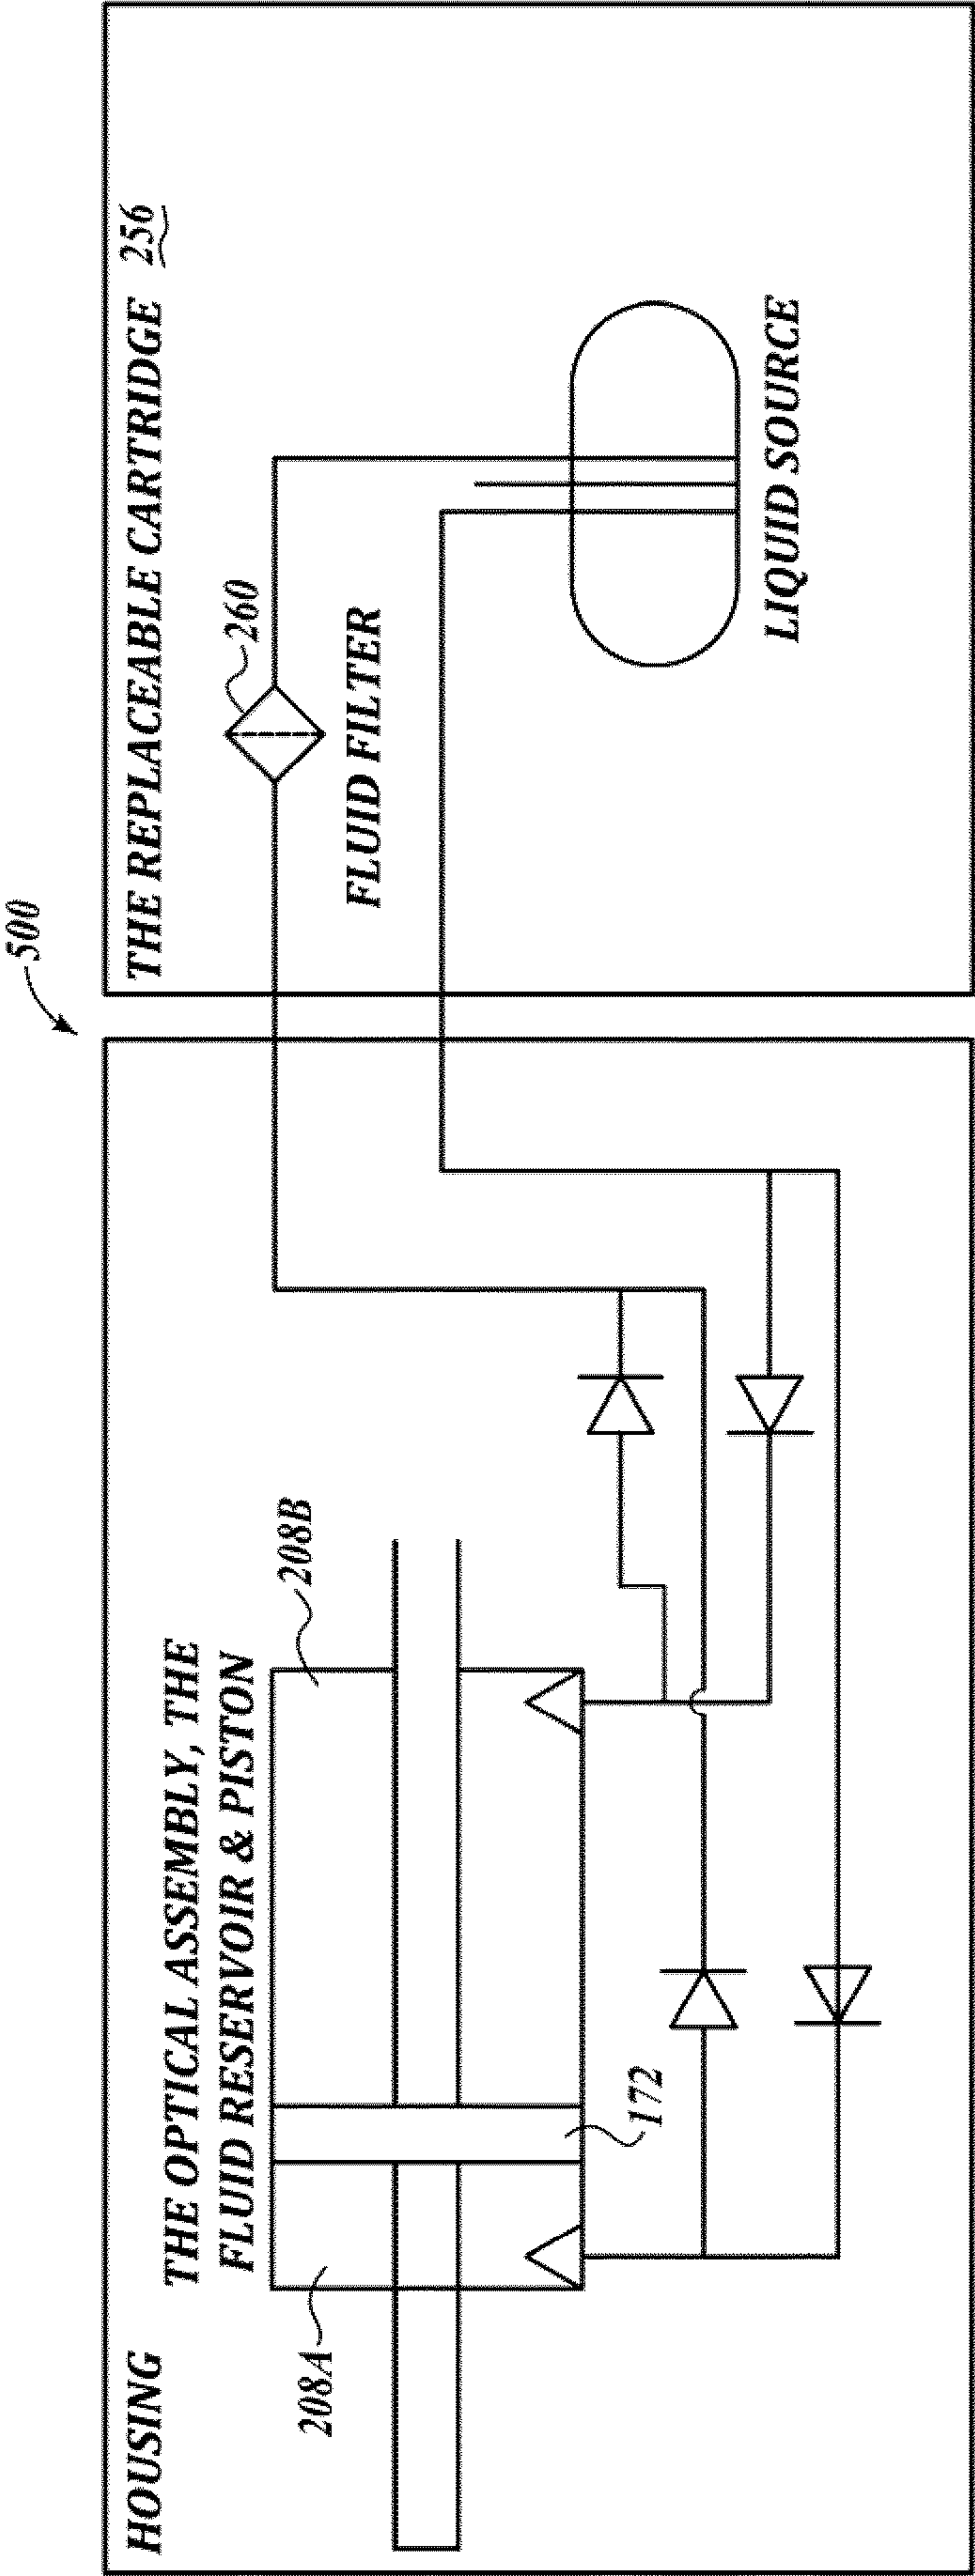 500
HOUSING
THE OPTICAL ASSEMBLY, THE
FLUID RESERVOIR & PISTON
208A
208B
172
THE REPLACEABLE CARTRIDGE 256
260
FLUID FILTER
LIQUID SOURCE